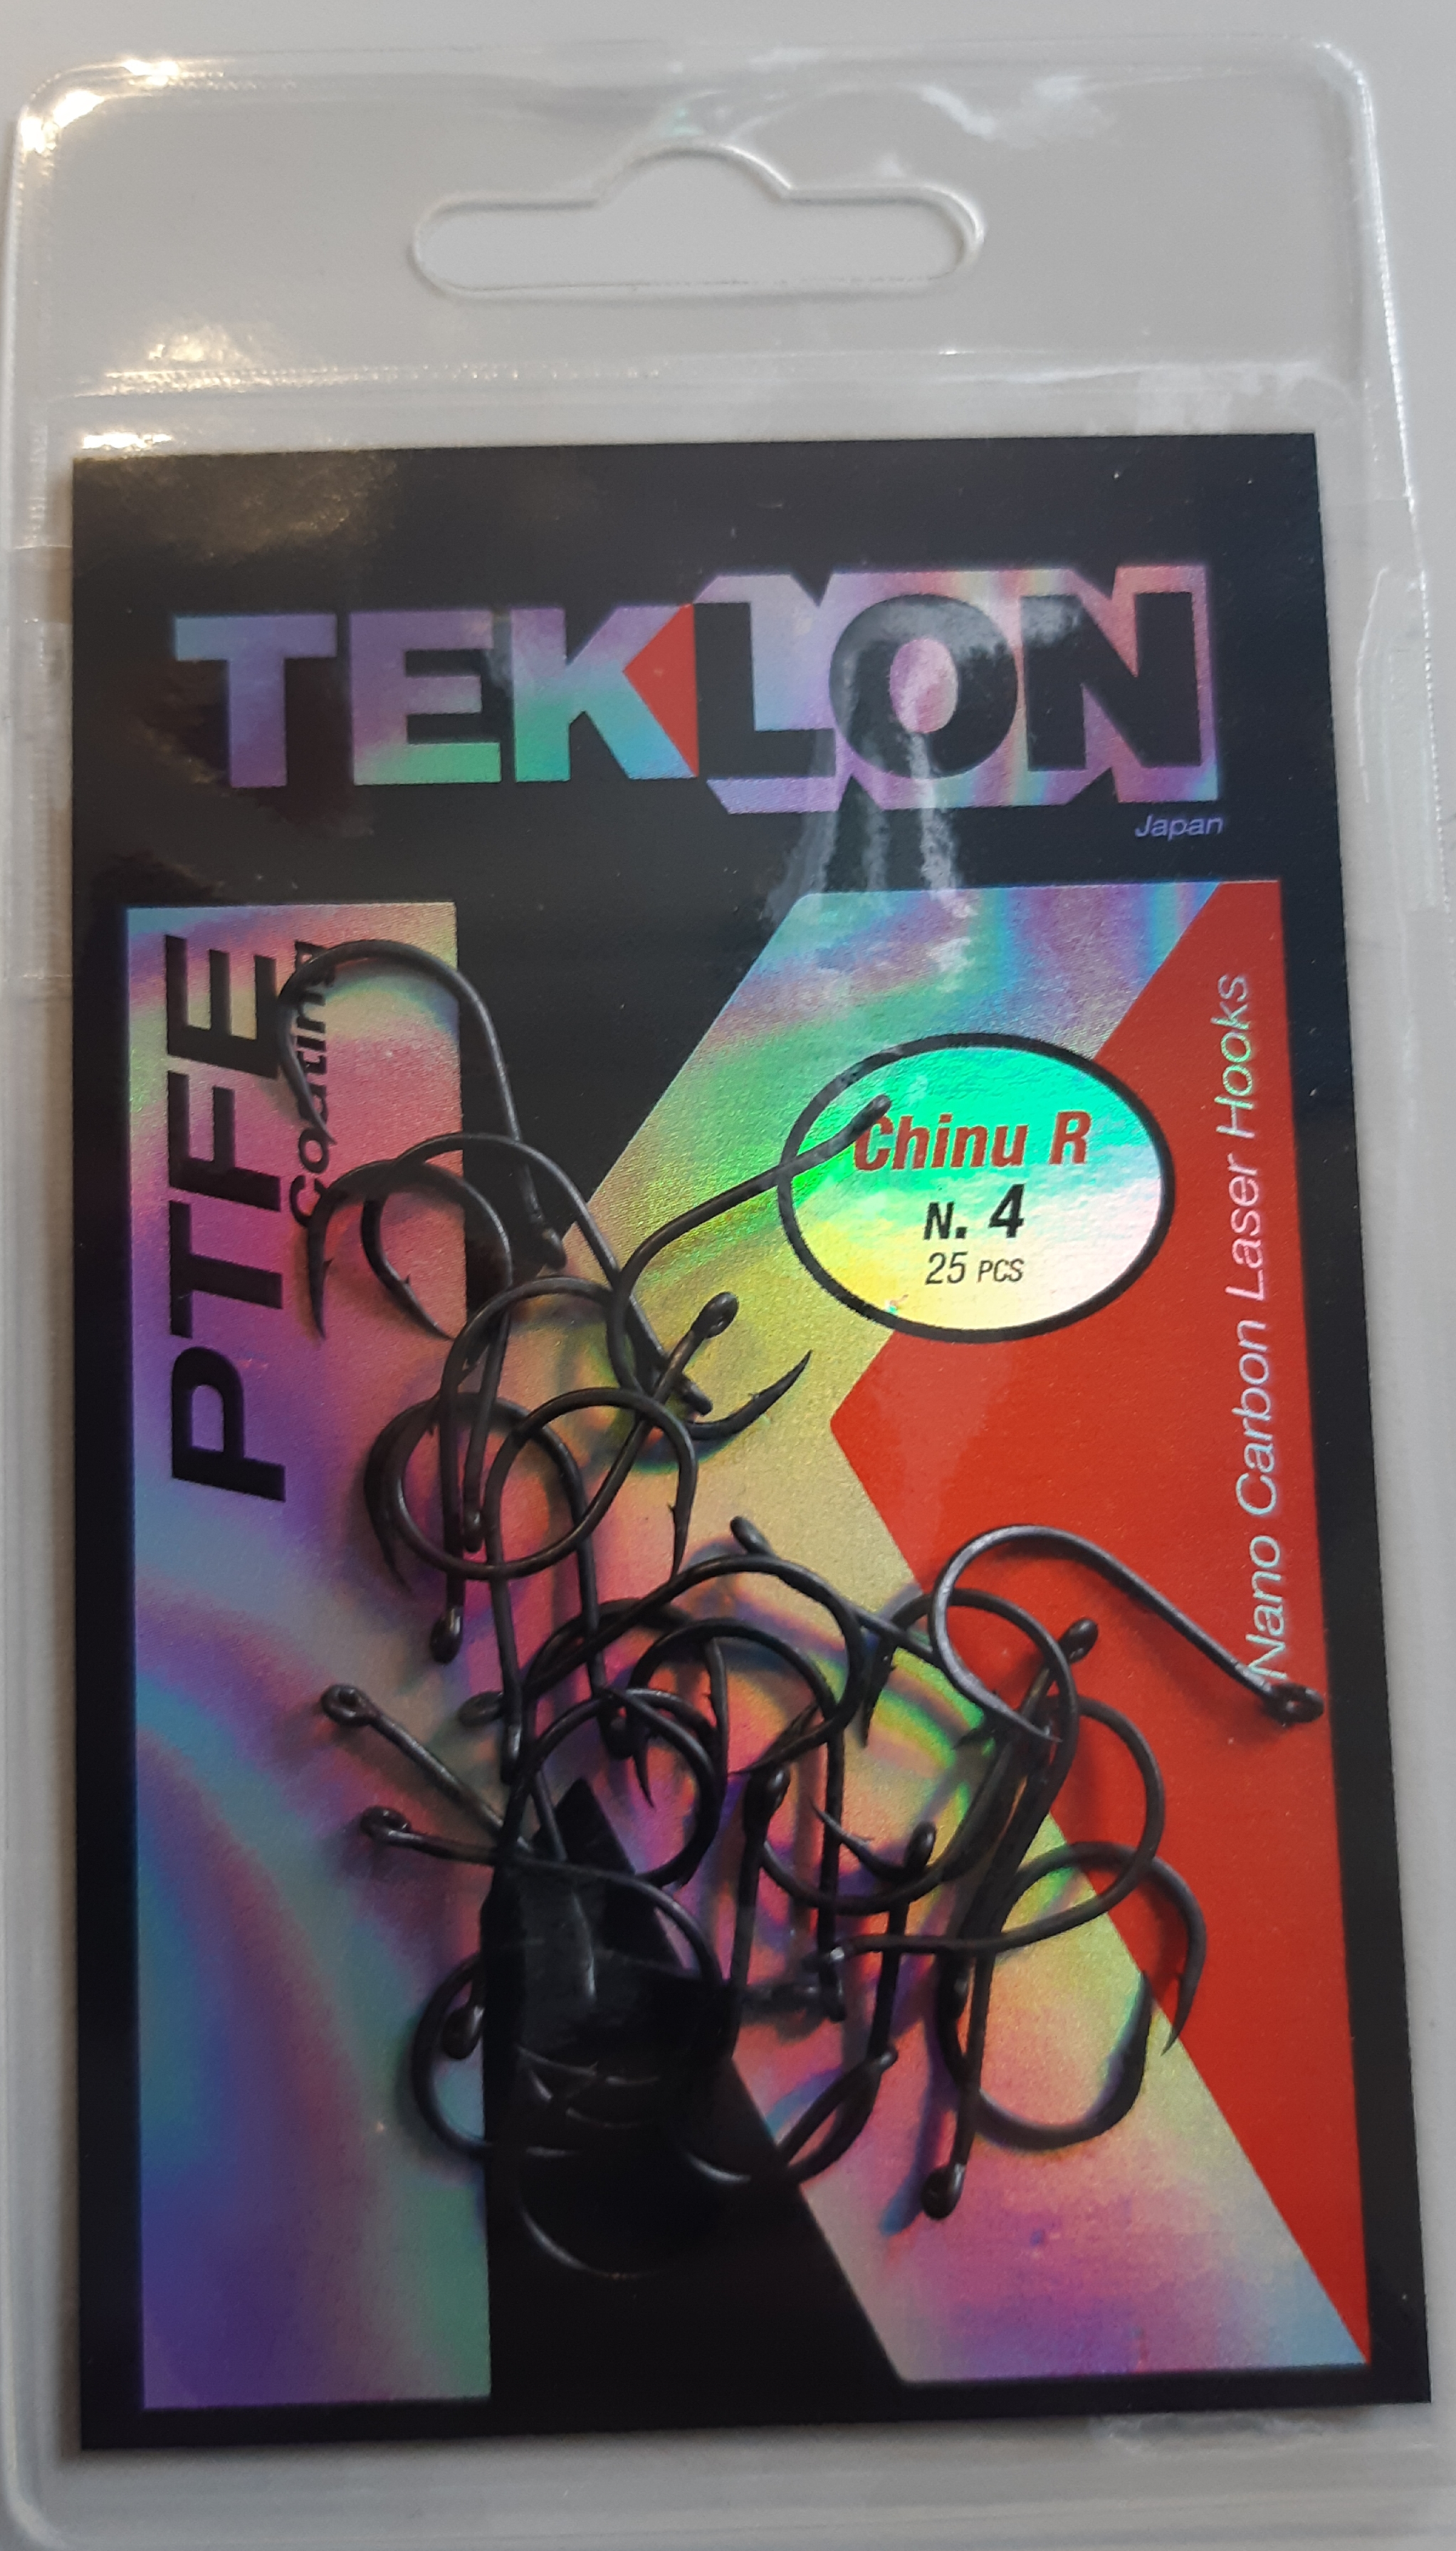 TEKLON
Japan
PTFE
Coating
Chinu R
N. 4
25 PCS
Nano Carbon Laser Hooks